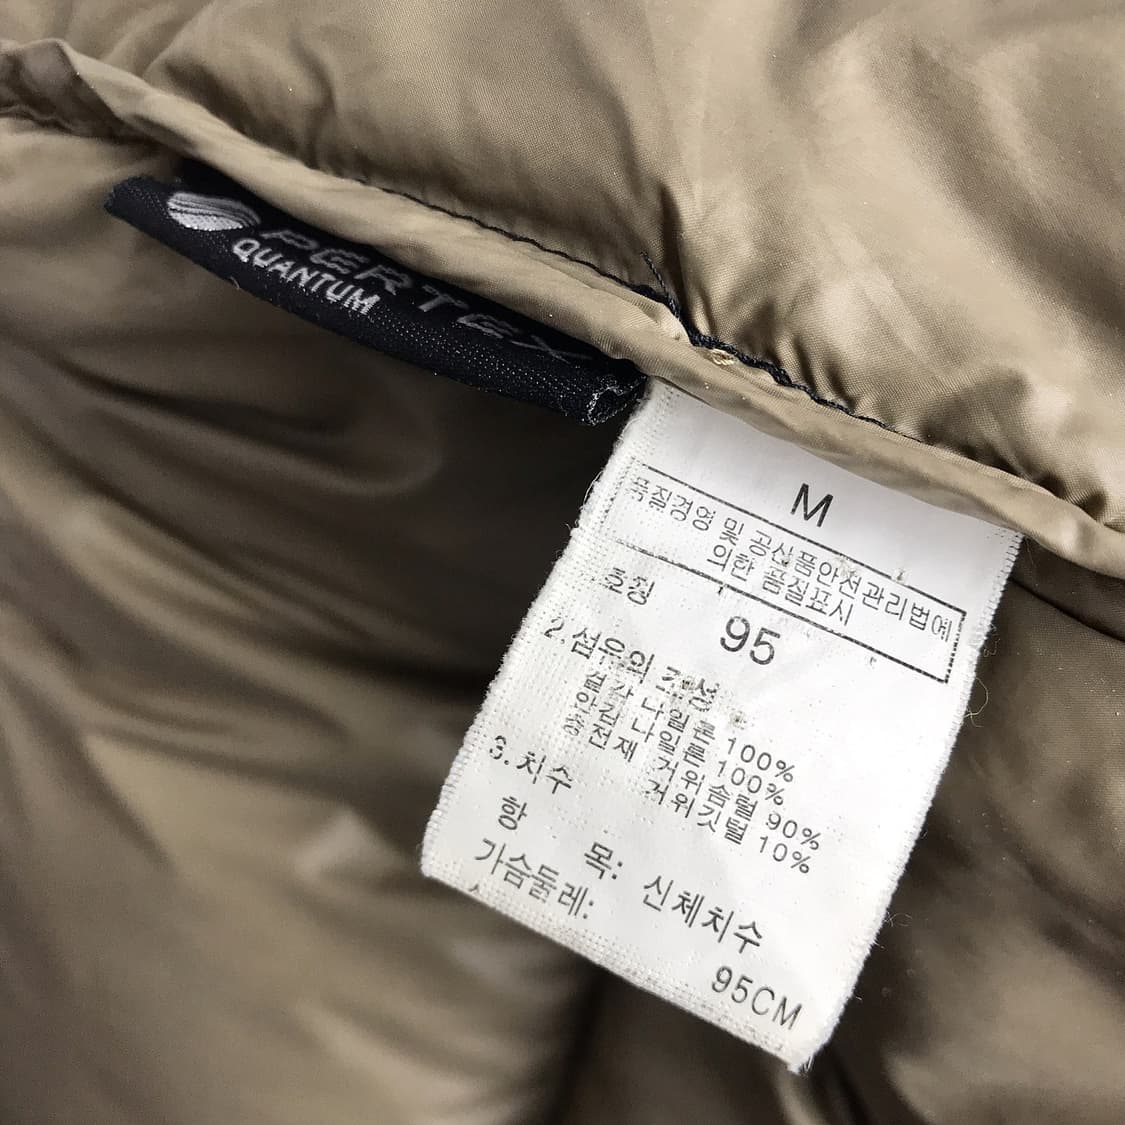 PERTEX
QUANTUM
M
품질경영 및 공산품안전관리법에
의한 품질표시
호칭 95
2. 섬유의 조성
겉감 나일론 100%
안감 나일론 100%
충전재 거위솜털 90%
거위깃털 10%
3. 치수
항 목: 신체치수
가슴둘레: 95CM